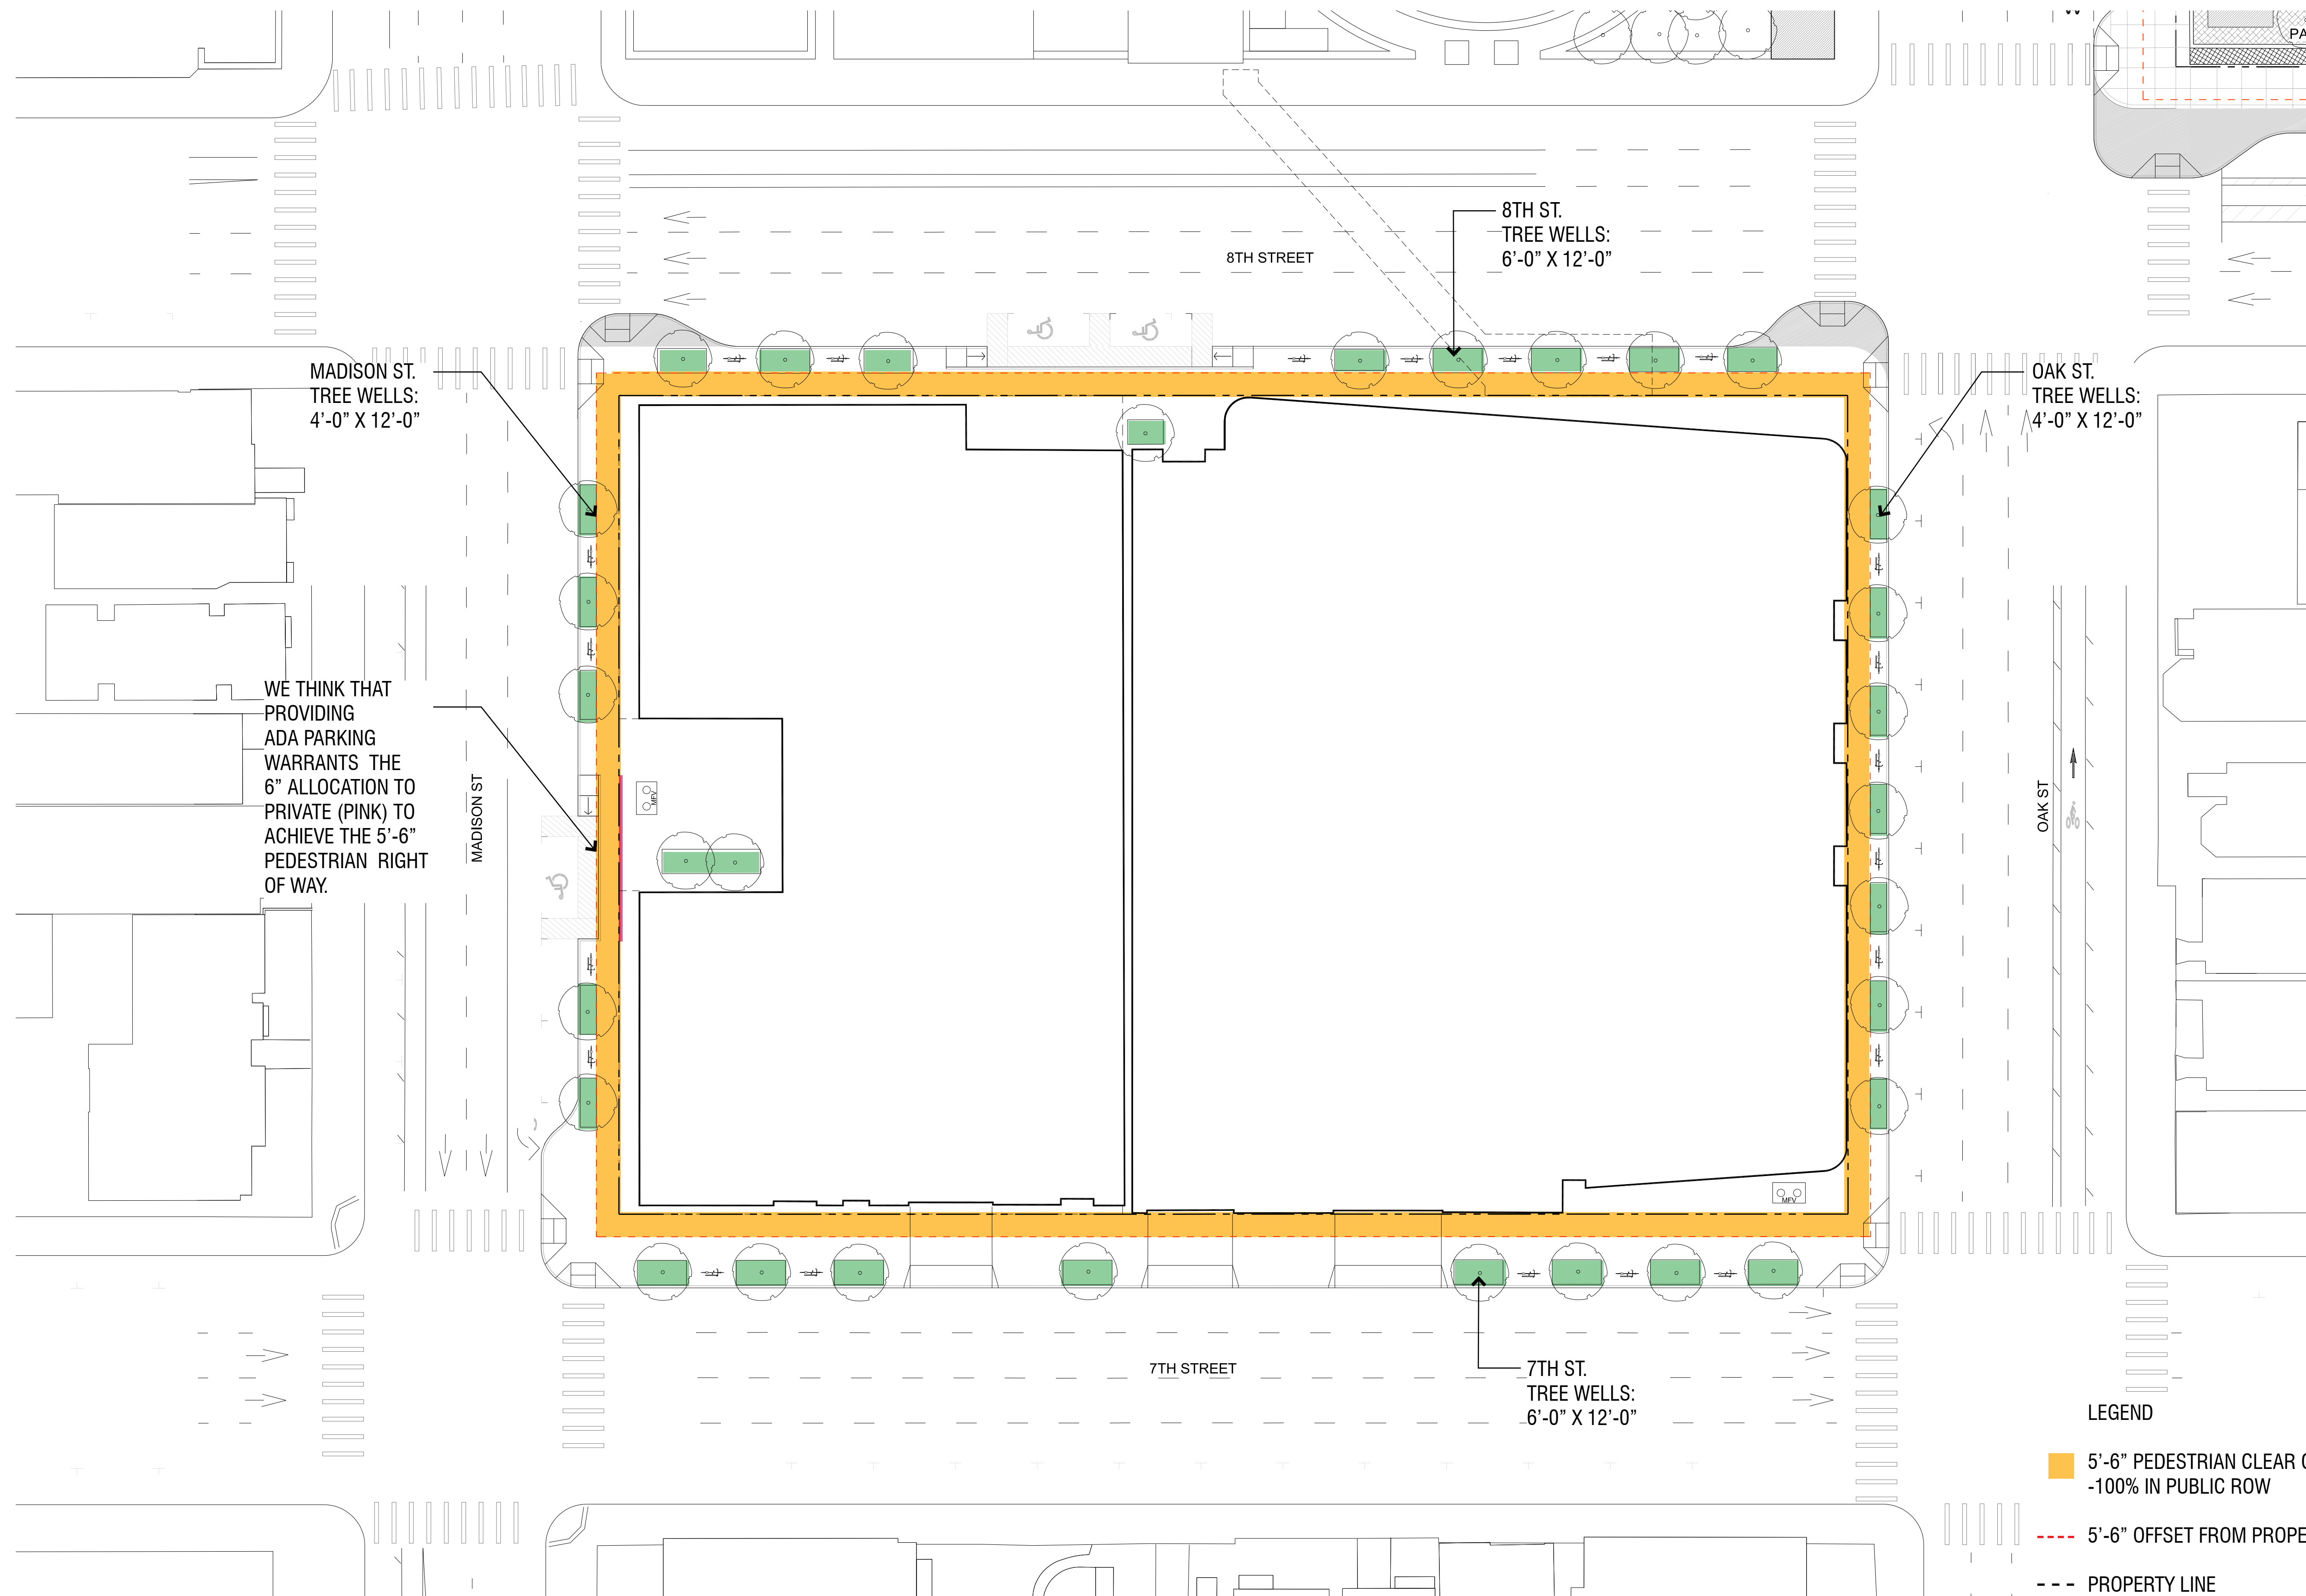 8TH ST.
TREE WELLS:
6’-0” X 12’-0”
8TH STREET
MADISON ST.
TREE WELLS:
4’-0” X 12’-0”
OAK ST.
TREE WELLS:
4’-0” X 12’-0”
WE THINK THAT
PROVIDING
ADA PARKING
WARRANTS THE
6” ALLOCATION TO
PRIVATE (PINK) TO
ACHIEVE THE 5’-6”
PEDESTRIAN RIGHT
OF WAY.
MADISON ST
MFV
OAK ST
MFV
7TH STREET
7TH ST.
TREE WELLS:
6’-0” X 12’-0”
LEGEND
5’-6” PEDESTRIAN CLEAR
-100% IN PUBLIC ROW
5’-6” OFFSET FROM
PROPERTY LINE